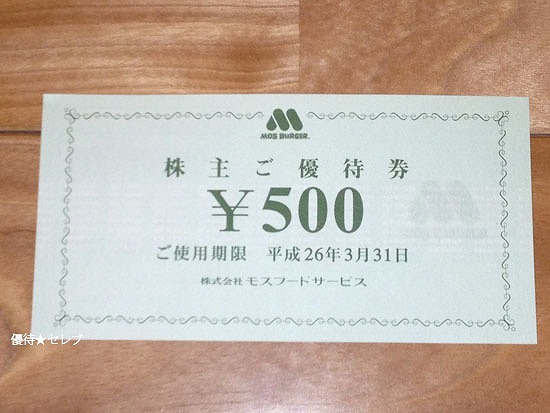 MOS BURGER
株主ご優待券
￥500
ご使用期限 平成26年3月31日
株式会社 モスフードサービス
優待★セレブ